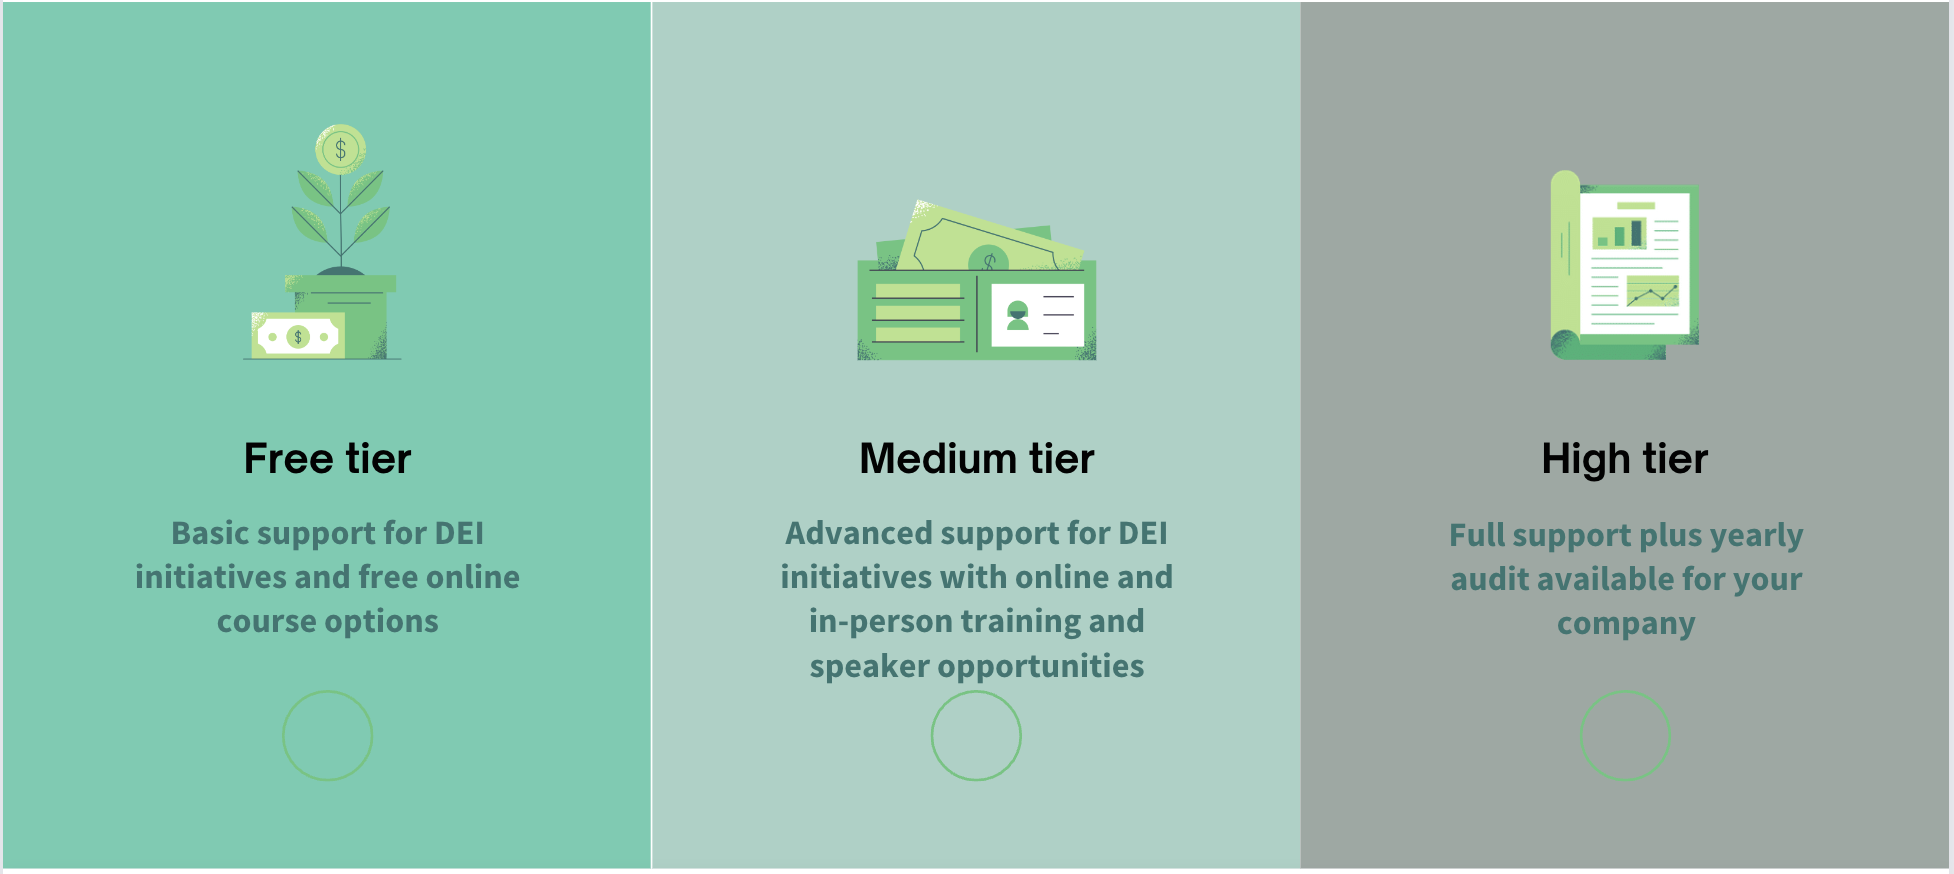 Free tier
Basic support for DEI
initiatives and free online
course options
Medium tier
Advanced support for DEI
initiatives with online and
in-person training and
speaker opportunities
High tier
Full support plus yearly
audit available for your
company